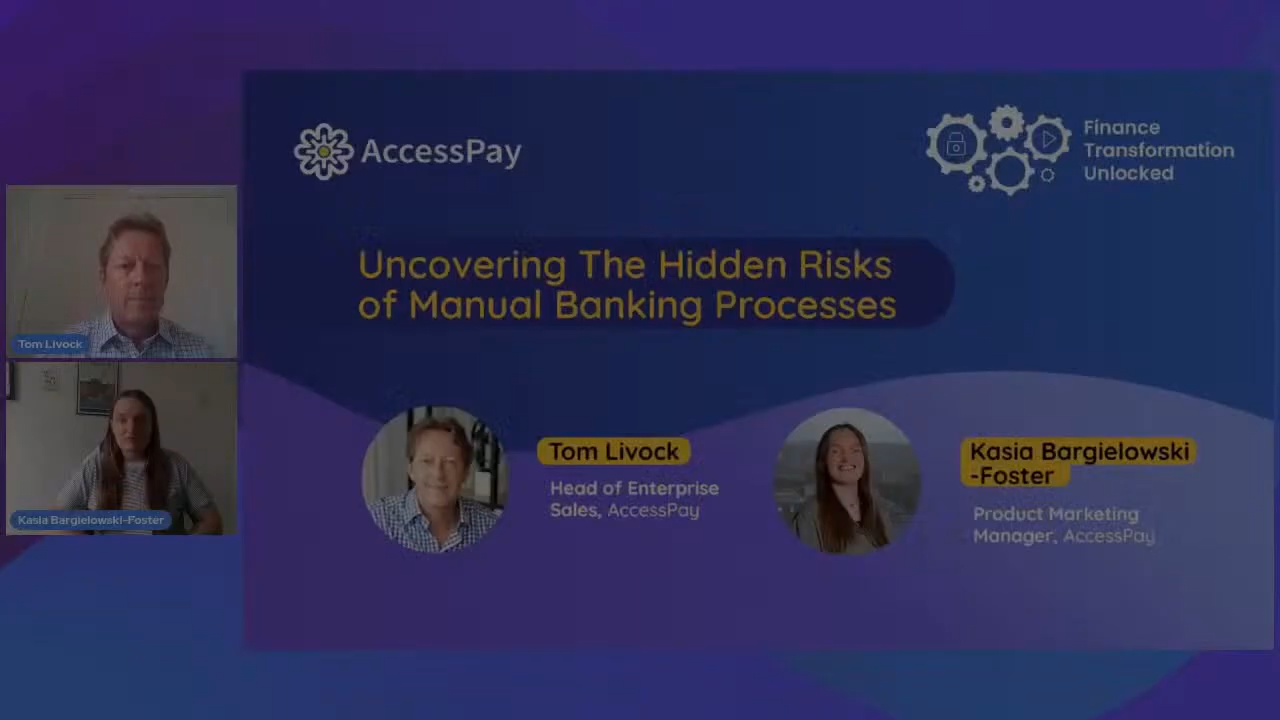 AccessPay
Finance
Transformation
Unlocked
Uncovering The Hidden Risks
of Manual Banking Processes
Tom Livock
Head of Enterprise
Sales, AccessPay
Kasia Bargielowski
-Foster
Product Marketing
Manager, AccessPay
Tom Livock
Kasia Bargielowski-Foster